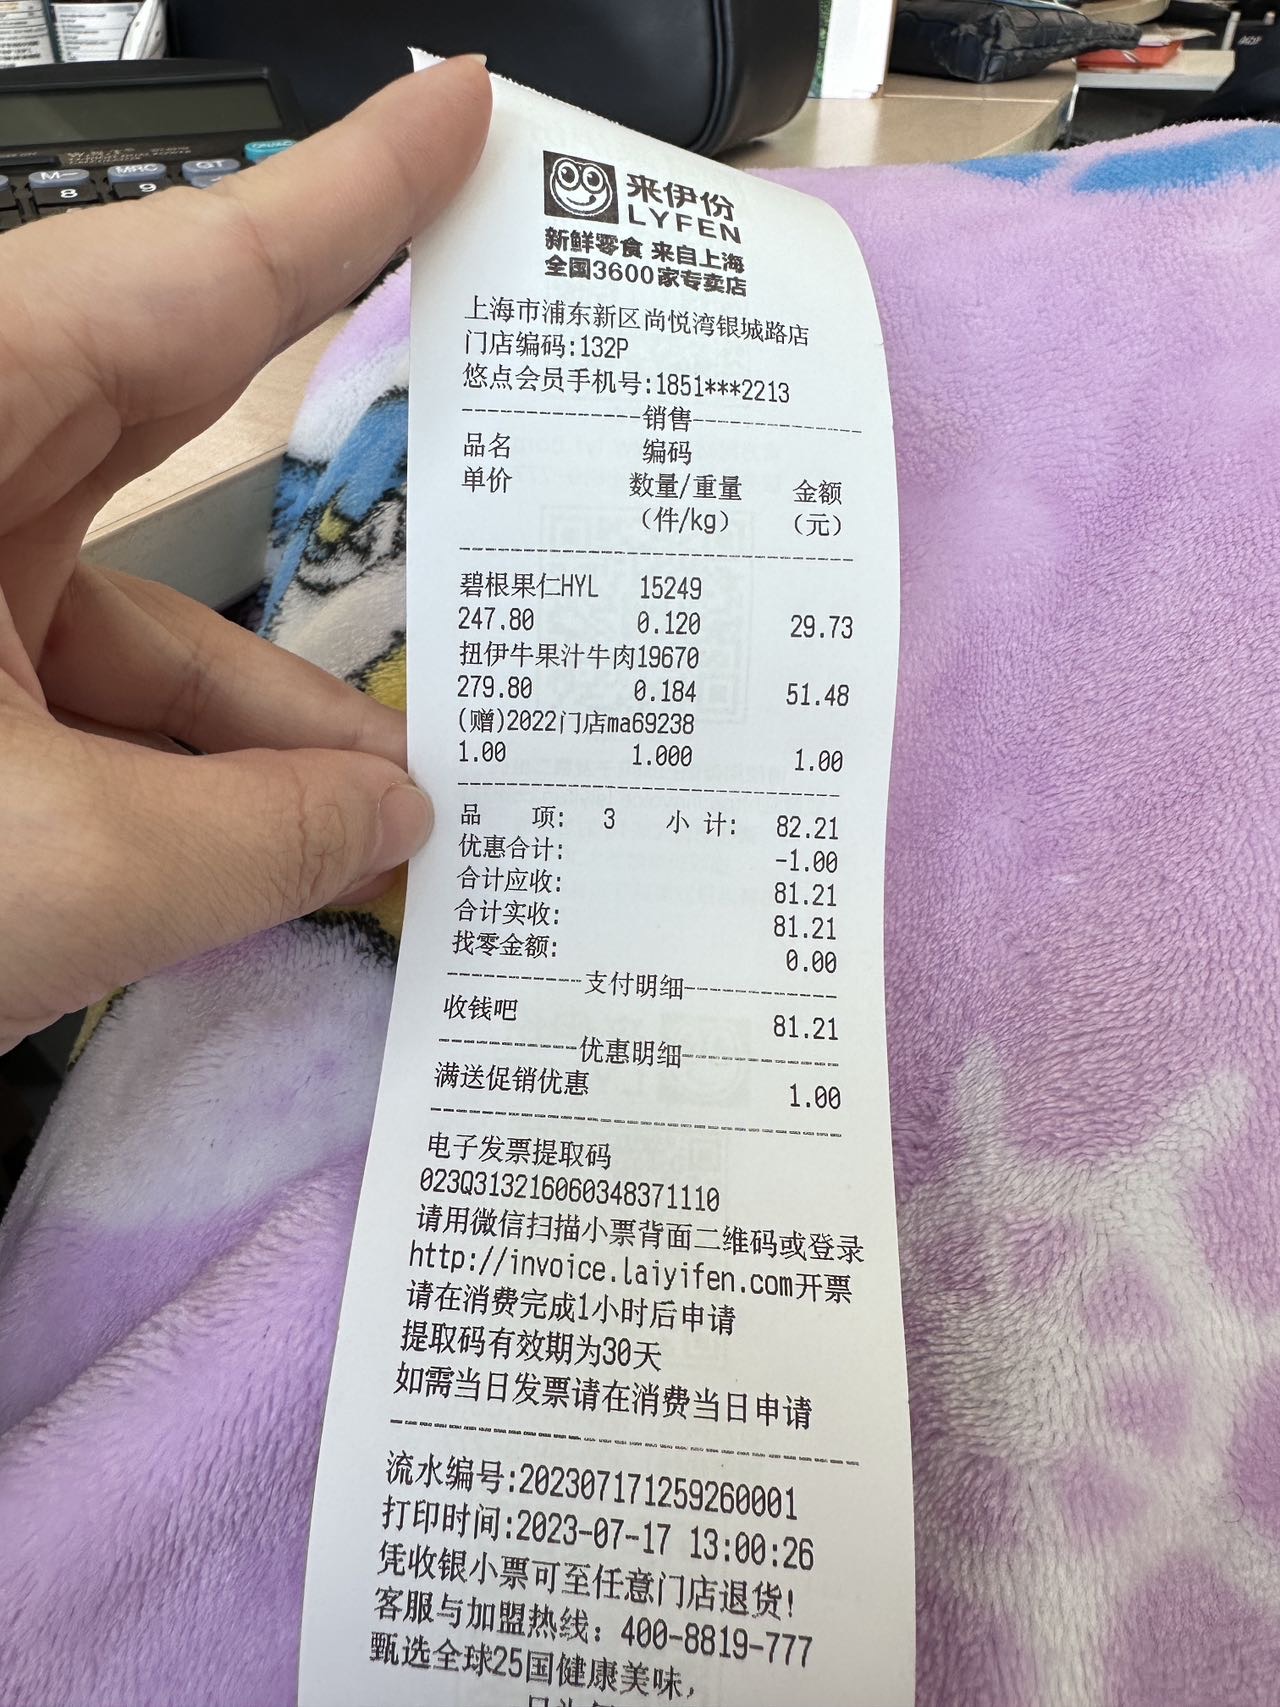 M-
MRC
GT
8
9
来伊份
LYFEN
新鲜零食 来自上海
全国3600家专卖店
上海市浦东新区尚悦湾银城路店
门店编码:132P
悠点会员手机号:1851***2213
销售
品名 编码
单价 数量/重量 金额
(件/kg) (元)
碧根果仁HYL 15249
247.80 0.120 29.73
扭伊牛果汁牛肉19670
279.80 0.184 51.48
(赠)2022门店ma69238
1.00 1.000 1.00
品 项: 3 小 计: 82.21
优惠合计: -1.00
合计应收: 81.21
合计实收: 81.21
找零金额: 0.00
支付明细
收钱吧 81.21
优惠明细
满送促销优惠 1.00
电子发票提取码
023Q313216060348371110
请用微信扫描小票背面二维码或登录
http://invoice.laiyifen.com开票
请在消费完成1小时后申请
提取码有效期为30天
如需当日发票请在消费当日申请
流水编号:202307171259260001
打印时间:2023-07-17 13:00:26
凭收银小票可至任意门店退货!
客服与加盟热线: 400-8819-777
甄选全球25国健康美味,